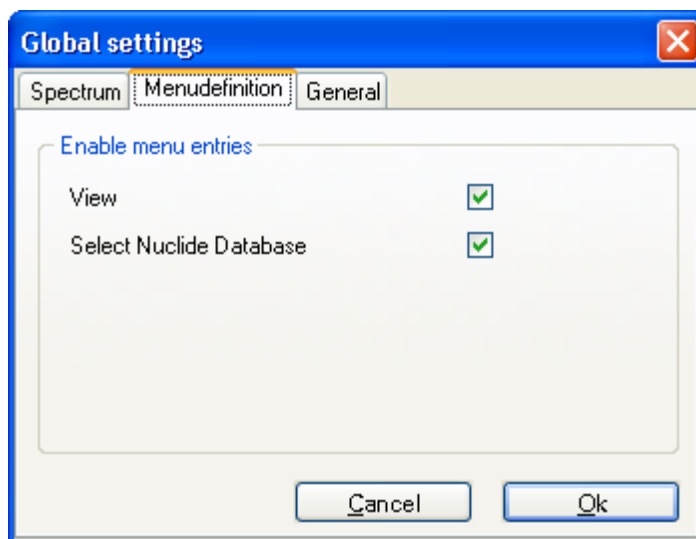 Global settings
Spectrum Menudefinition General
Enable menu entries
View
Select Nuclide Database
Cancel Ok